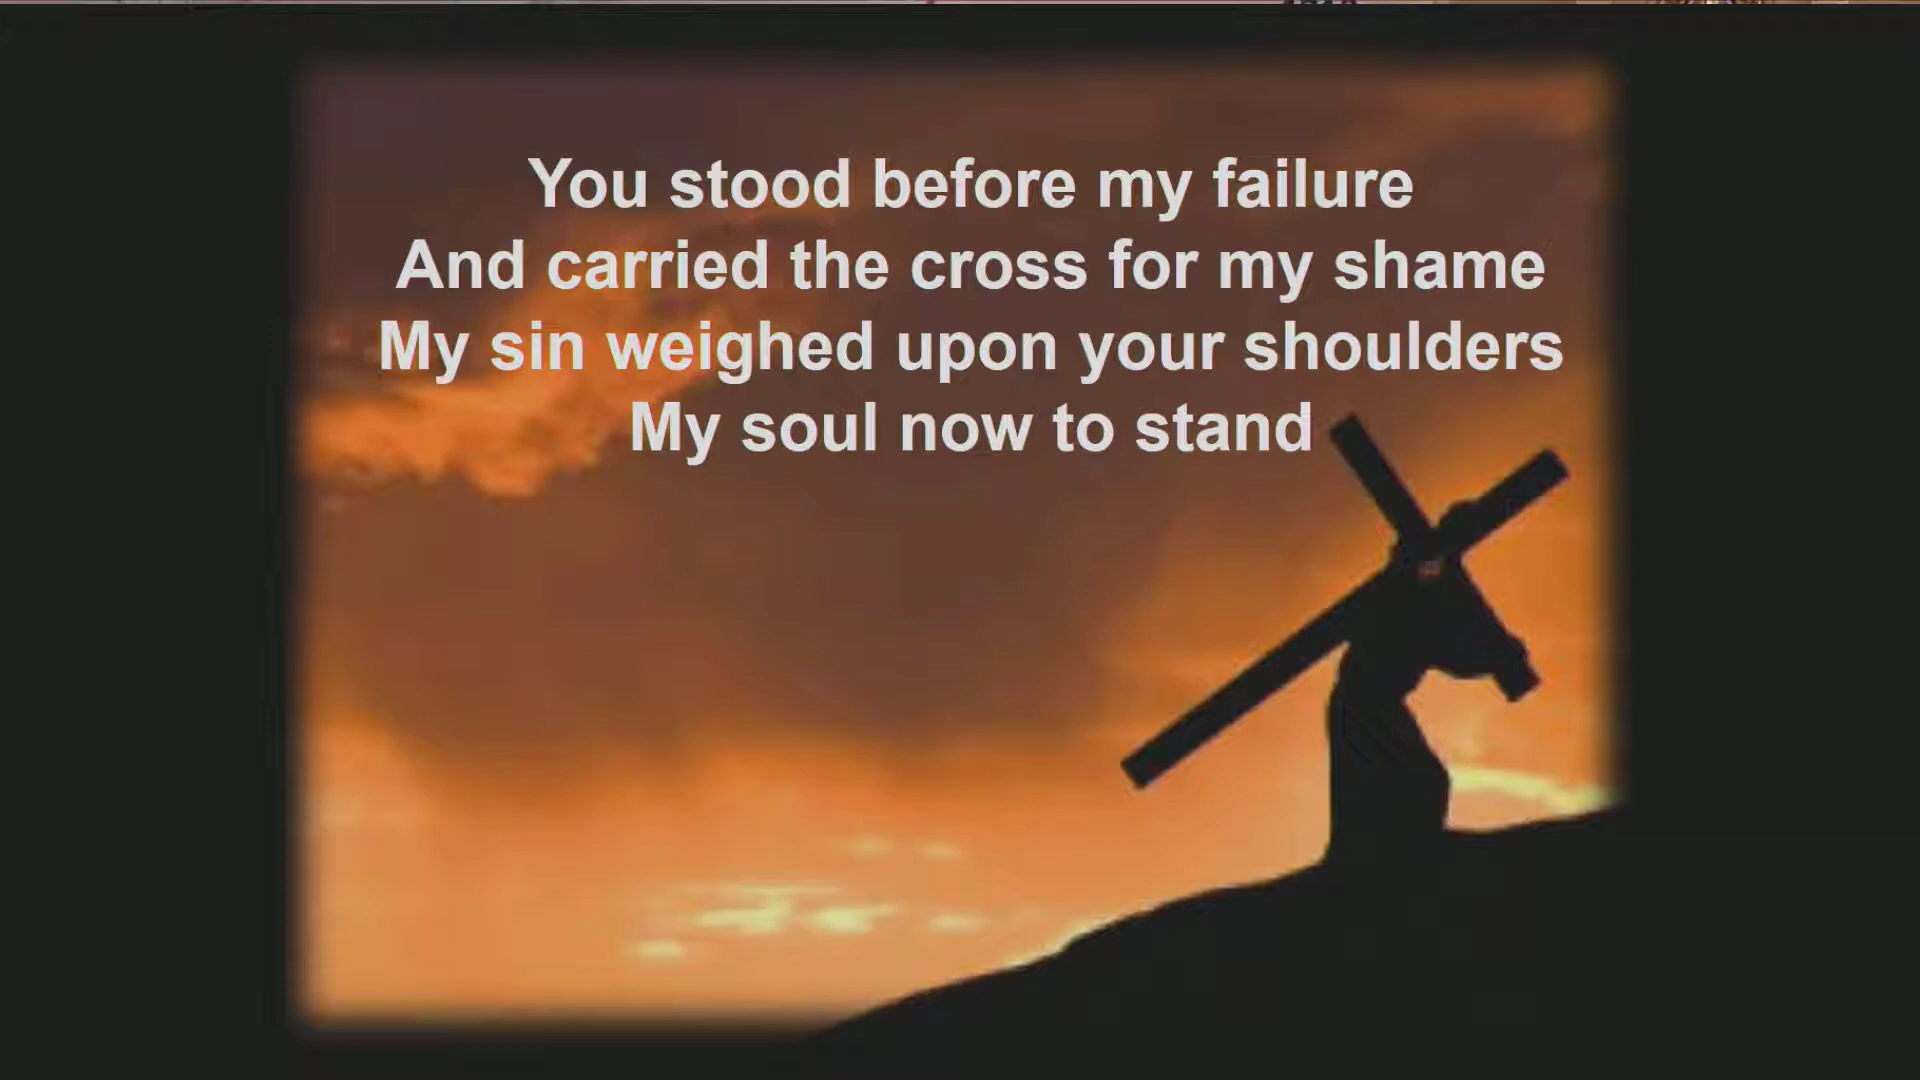 You stood before my failure
And carried the cross for my shame
My sin weighed upon your shoulders
My soul now to stand